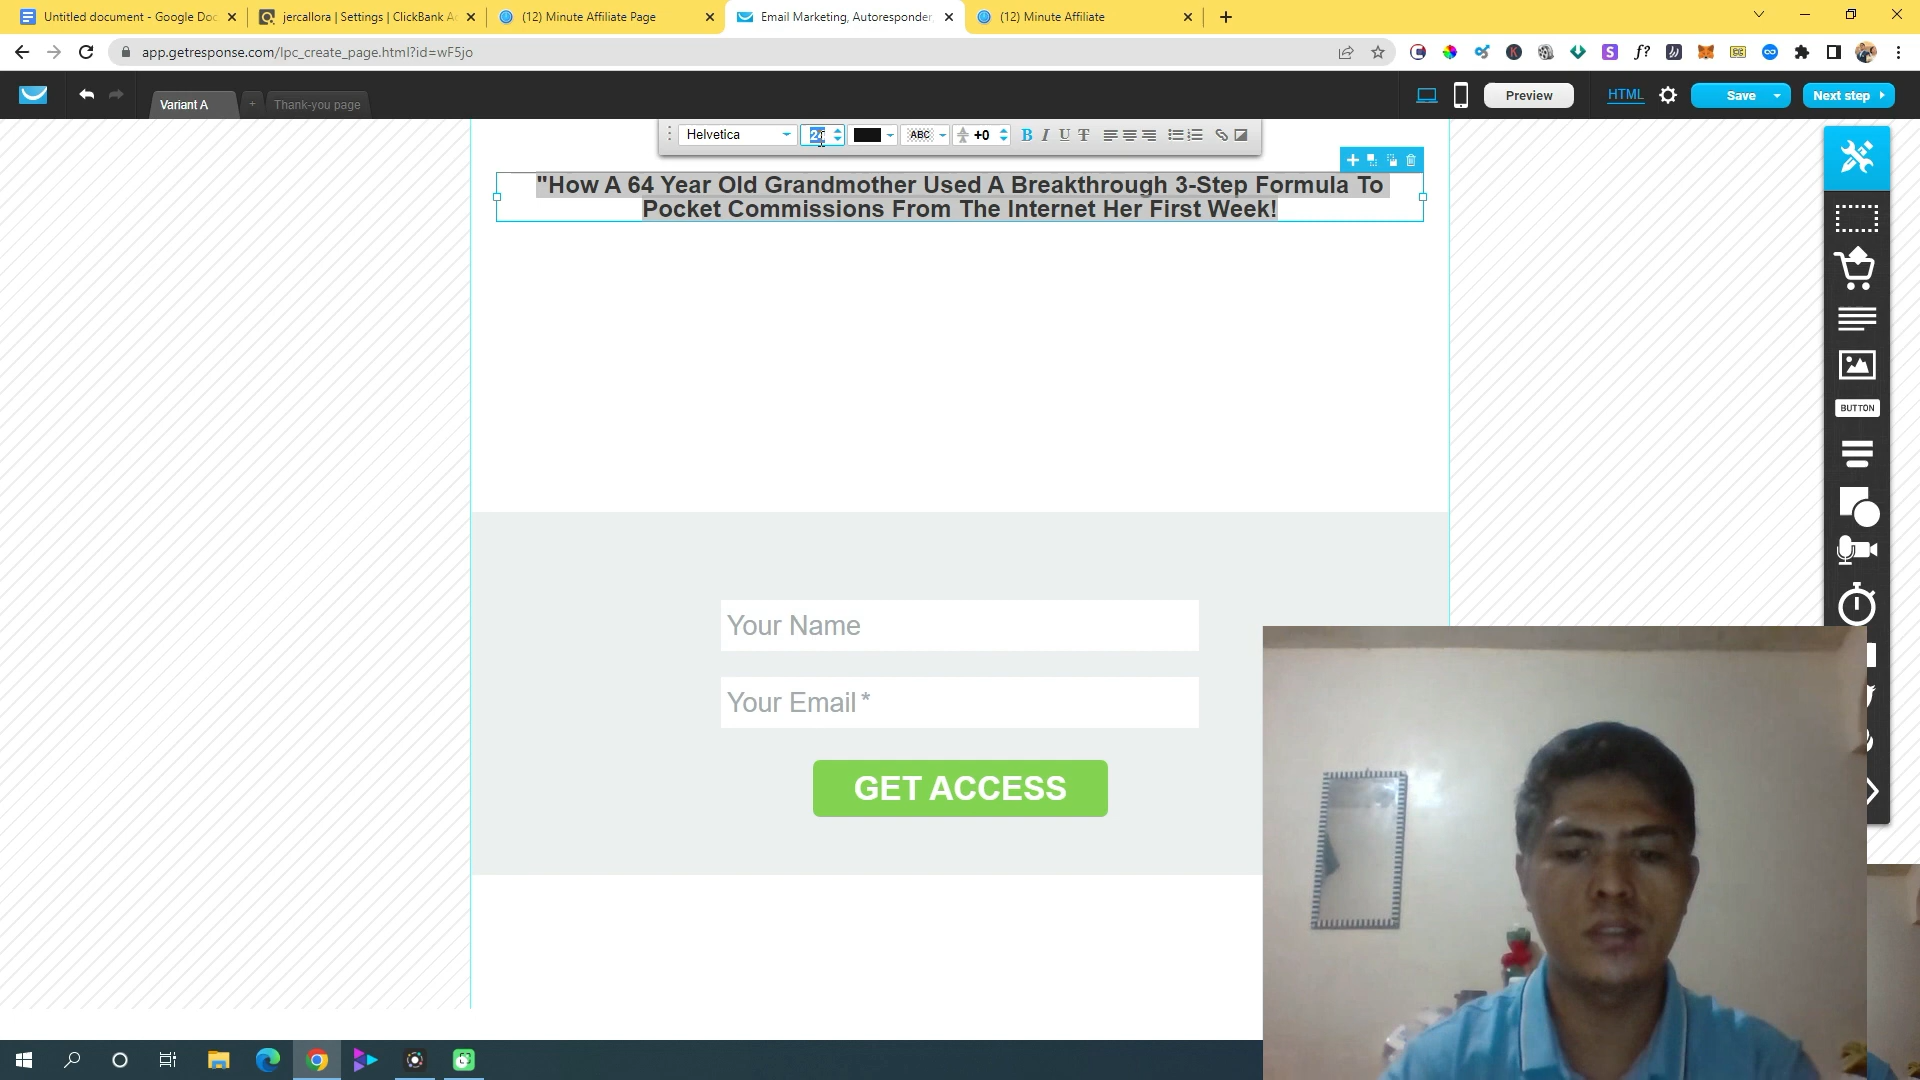 Untitled document - Google Doc
jercallora | Settings | ClickBank Ac
(12) Minute Affiliate Page
Email Marketing, Autoresponder,
(12) Minute Affiliate
app.getresponse.com/lpc_create_page.html?id=wF5jo
Variant A
Thank-you page
Preview
HTML
Save
Next step
Helvetica
ABC
+0
B I U T
"How A 64 Year Old Grandmother Used A Breakthrough 3-Step Formula To
Pocket Commissions From The Internet Her First Week!
BUTTON
Your Name
Your Email *
GET ACCESS